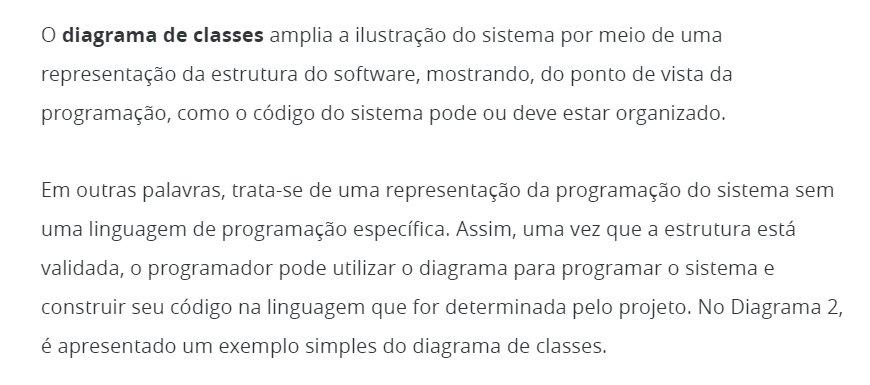 O diagrama de classes amplia a ilustração do sistema por meio de uma
representação da estrutura do software, mostrando, do ponto de vista da
programação, como o código do sistema pode ou deve estar organizado.
Em outras palavras, trata-se de uma representação da programação do sistema sem
uma linguagem de programação específica. Assim, uma vez que a estrutura está
validada, o programador pode utilizar o diagrama para programar o sistema e
construir seu código na linguagem que for determinada pelo projeto. No Diagrama 2,
é apresentado um exemplo simples do diagrama de classes.